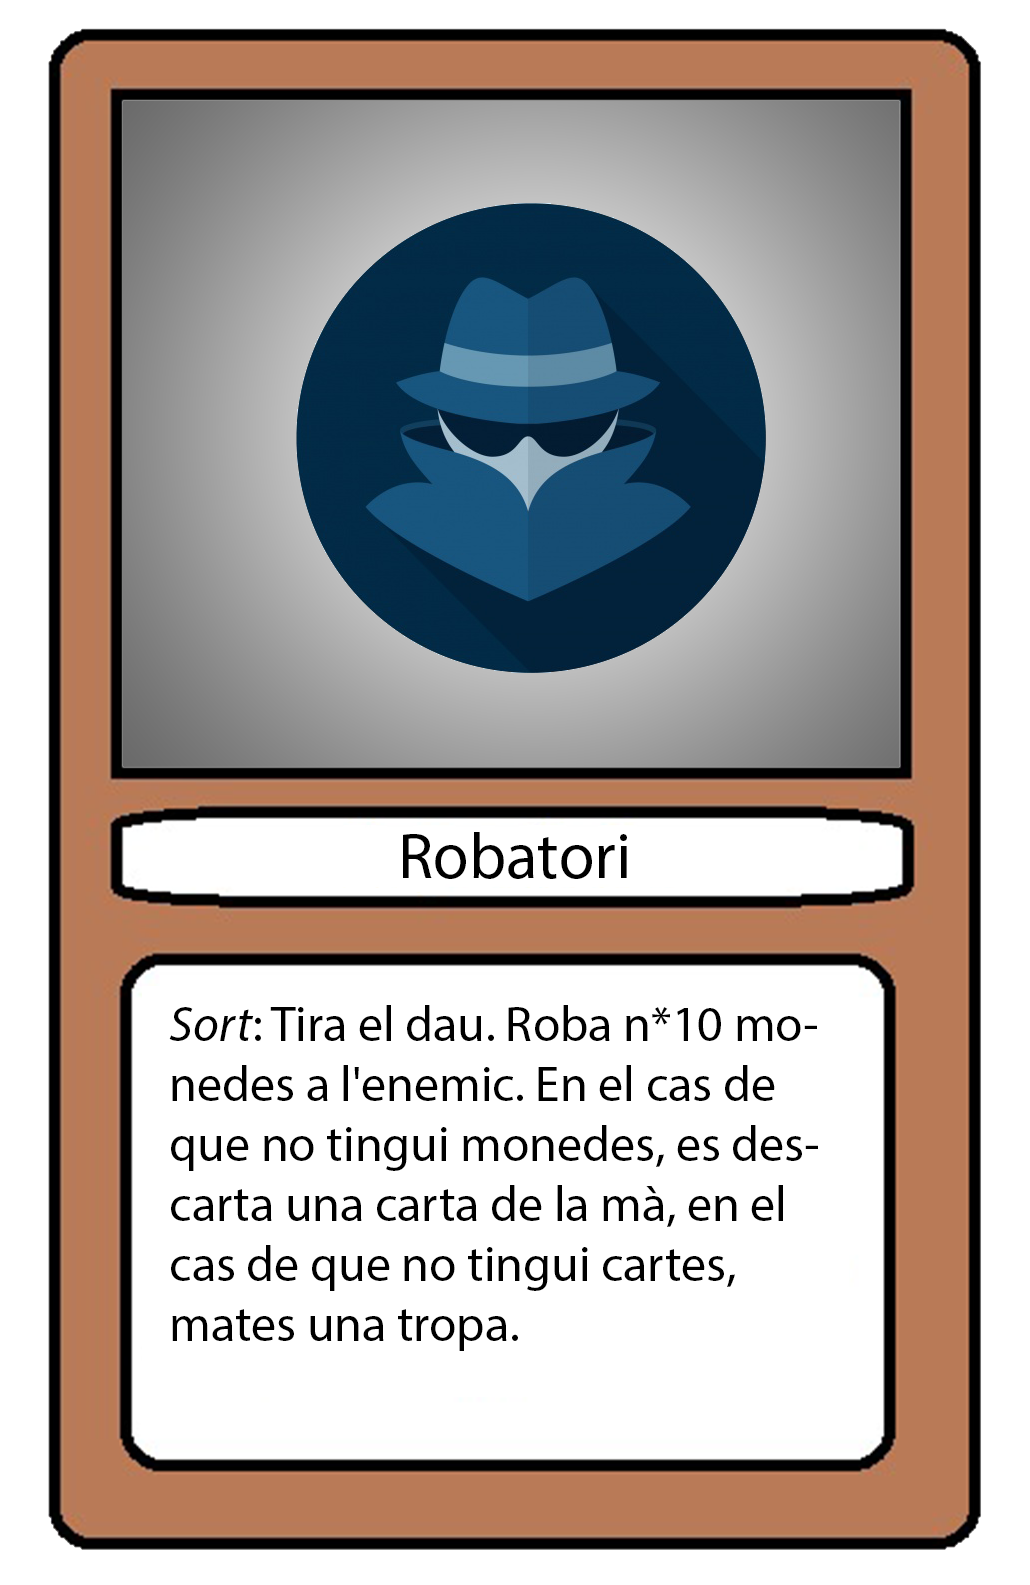 Robatori
Sort: Tira el dau. Roba n*10 mo-
nedes a l'enemic. En el cas de
que no tingui monedes, es des-
carta una carta de la mà, en el
cas de que no tingui cartes,
mates una tropa.